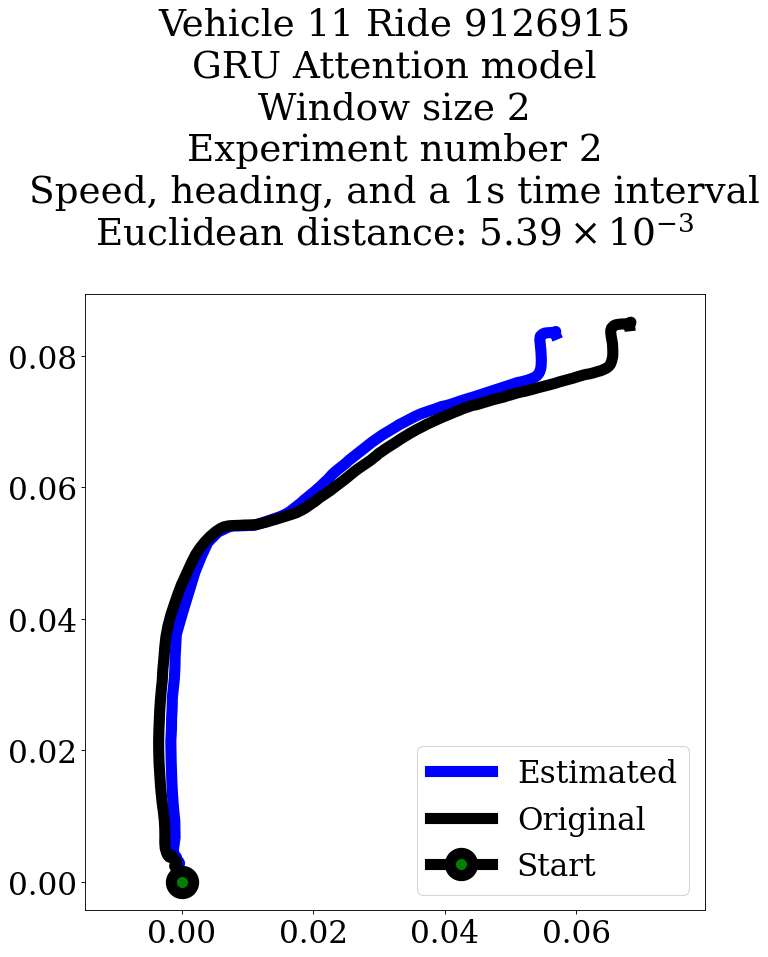 Vehicle 11 Ride 9126915
GRU Attention model
Window size 2
Experiment number 2
Speed, heading, and a 1s time interval
Euclidean distance: 5.39 × 10⁻³
0.08
0.06
0.04
0.02
0.00
Estimated
Original
Start
0.00 0.02 0.04 0.06